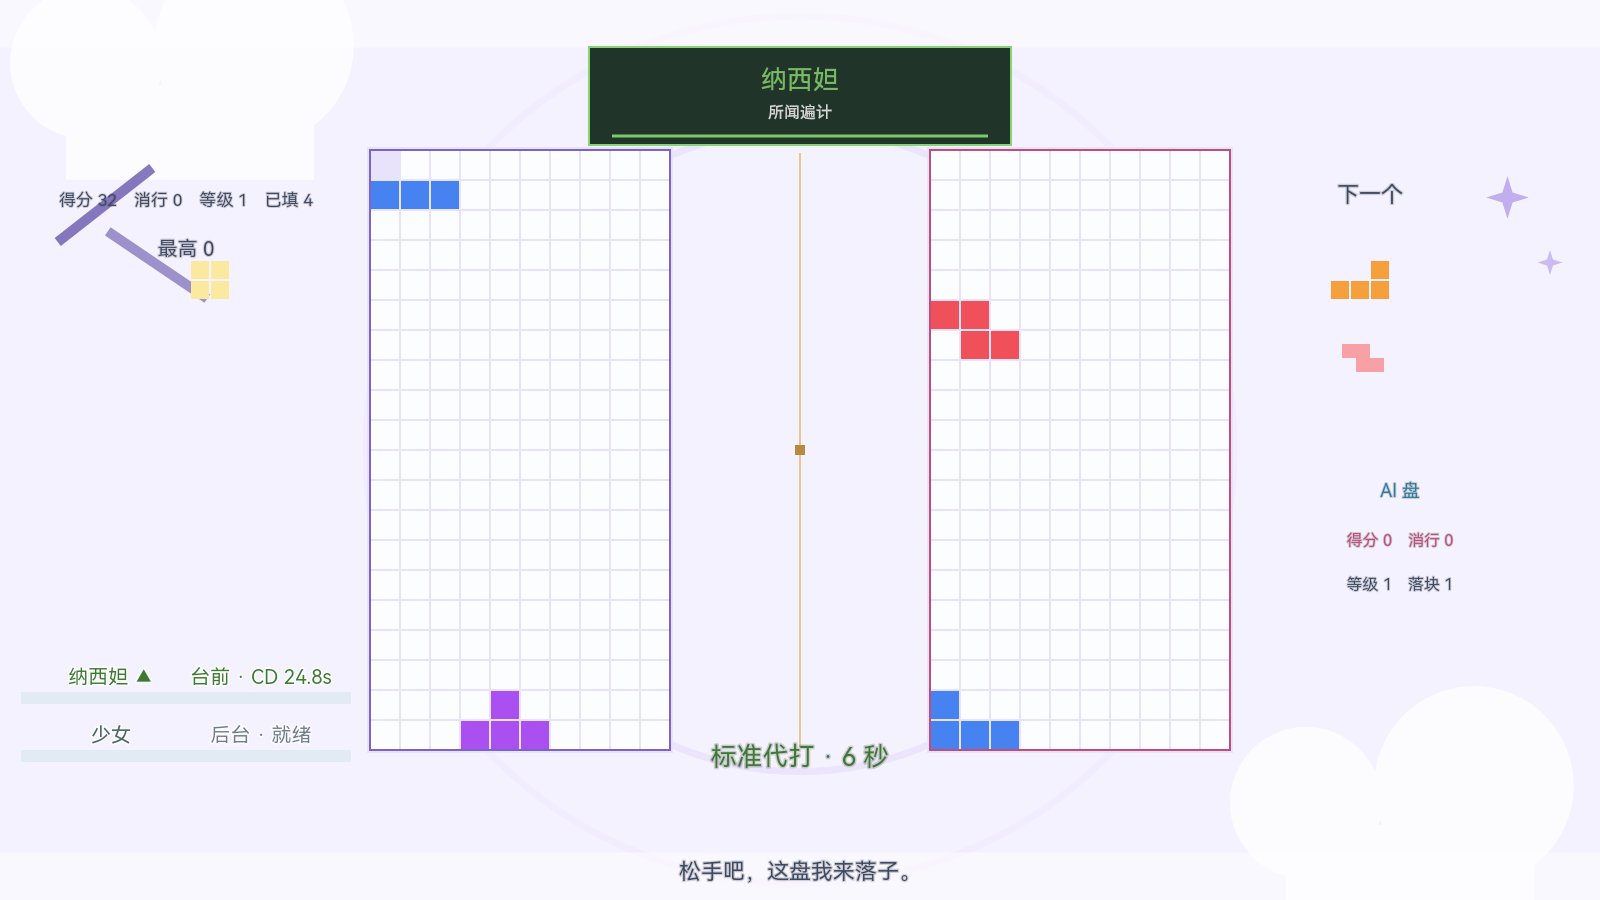 纳西妲
所闻遍计
得分 32 消行 0 等级 1 已填 4
最高 0
下一个
AI 盘
得分 0 消行 0
等级 1 落块 1
纳西妲 ▲ 台前 · CD 24.8s
少女 后台 · 就绪
标准代打 · 6 秒
松手吧，这盘我来落子。